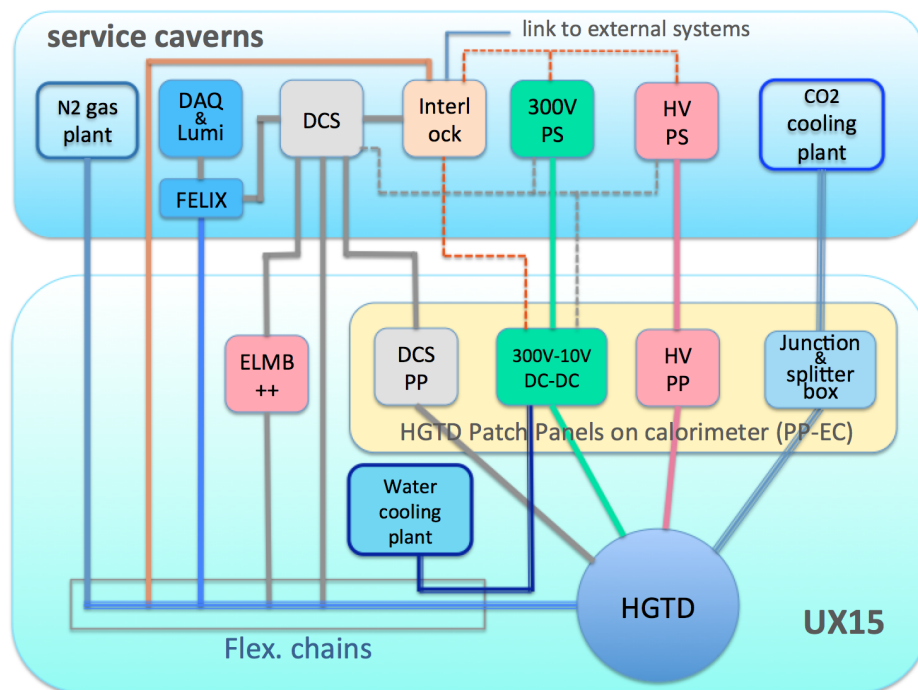 service caverns
link to external systems
N2 gas
plant
DAQ
&
Lumi
DCS
Interl
ock
300V
PS
HV
PS
CO2
cooling
plant
FELIX
ELMB
++
DCS
PP
300V-10V
DC-DC
HV
PP
Junction
&
splitter
box
HGTD Patch Panels on calorimeter (PP-EC)
Water
cooling
plant
HGTD
UX15
Flex. chains